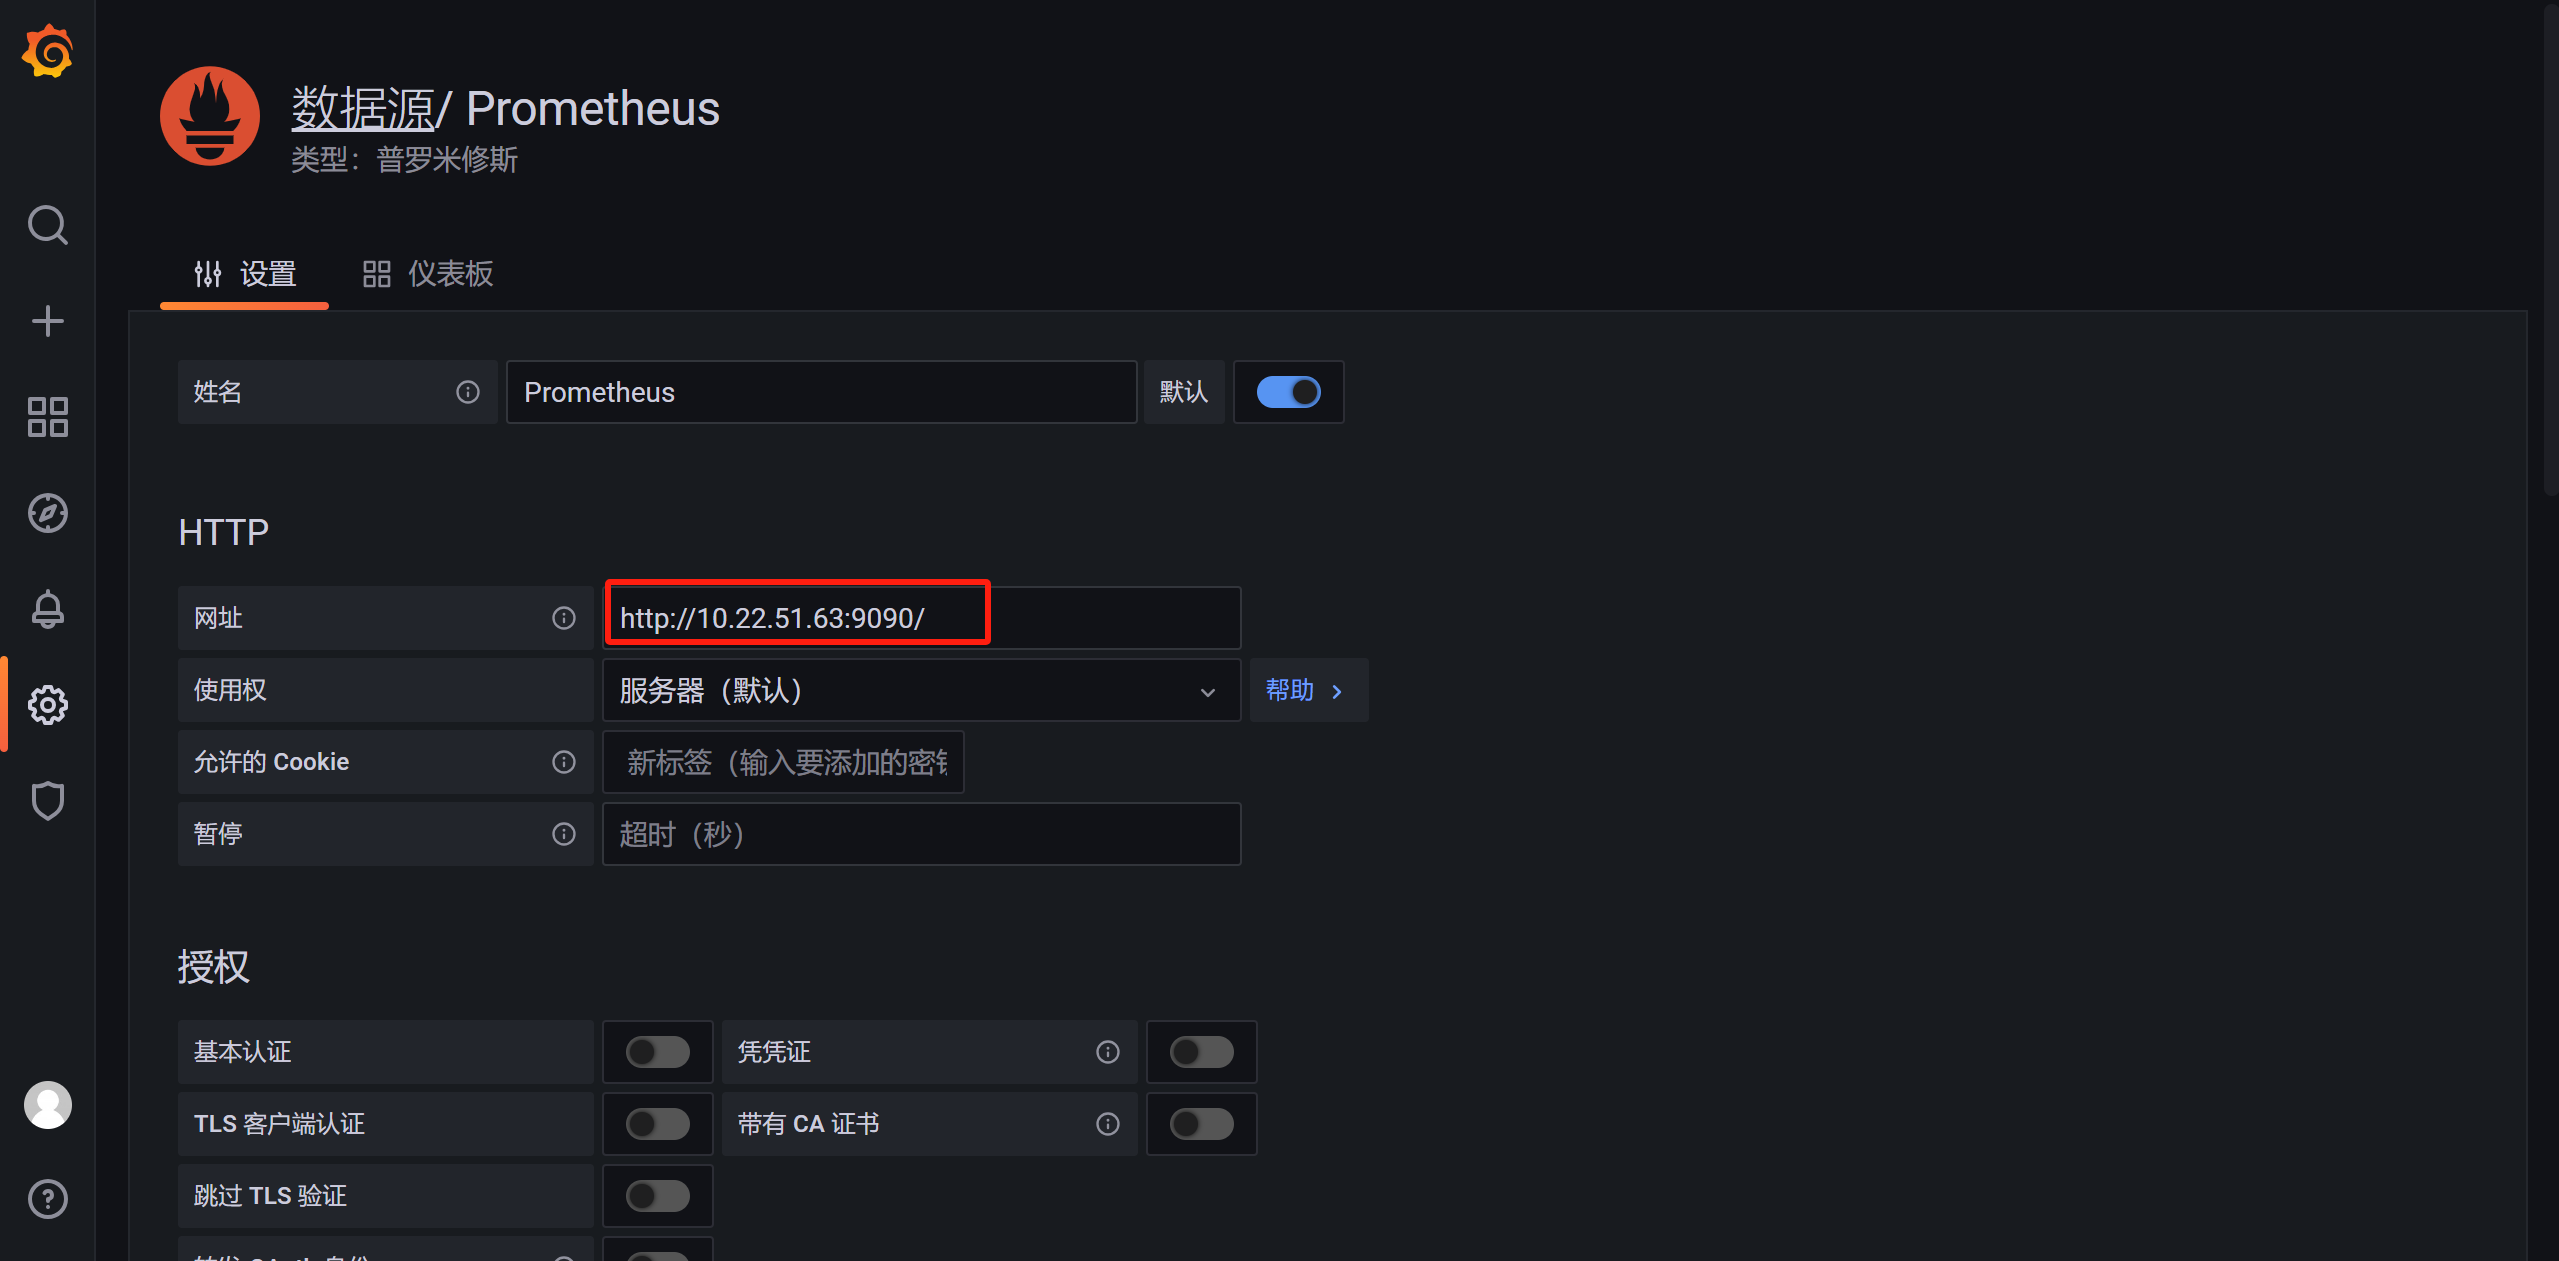 数据源/ Prometheus
类型：普罗米修斯
设置
仪表板
姓名
Prometheus
默认
HTTP
网址
http://10.22.51.63:9090/
使用权
服务器（默认）
帮助
允许的 Cookie
新标签（输入要添加的密
暂停
超时（秒）
授权
基本认证
凭凭证
TLS 客户端认证
带有 CA 证书
跳过 TLS 验证